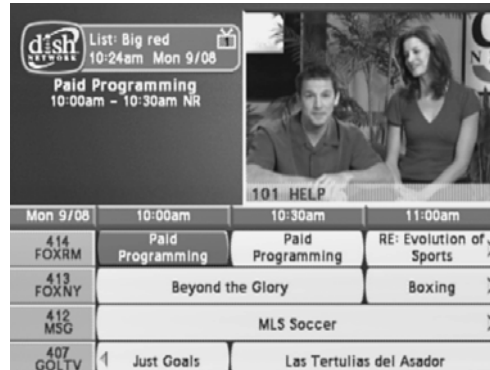 dish
NETWORK
List: Big red
1
10:24am Mon 9/08
Paid Programming
10:00am - 10:30am NR
101 HELP
Mon 9/08 10:00am 10:30am 11:00am
414
FOXRM
Paid
Programming
Paid
Programming
RE: Evolution of
Sports
413
FOXNY
Beyond the Glory
Boxing
412
MSG
MLS Soccer
407
GOLTV
Just Goals
Las Tertulias del Asador